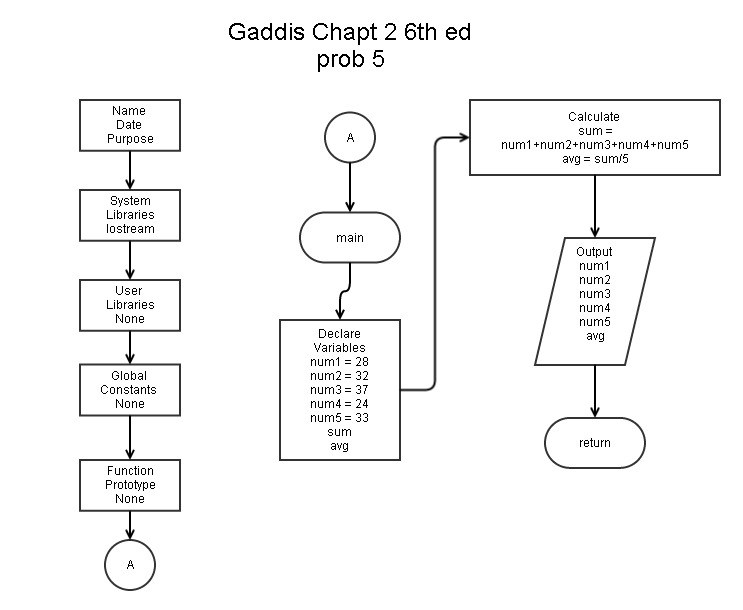 Gaddis Chapt 2 6th ed
prob 5
Name
Date
Purpose
System
Libraries
Iostream
User
Libraries
None
Global
Constants
None
Function
Prototype
None
A
A
main
Declare
Variables
num1 = 28
num2 = 32
num3 = 37
num4 = 24
num5 = 33
sum
avg
Calculate
sum =
num1+num2+num3+num4+num5
avg = sum/5
Output
num1
num2
num3
num4
num5
avg
return